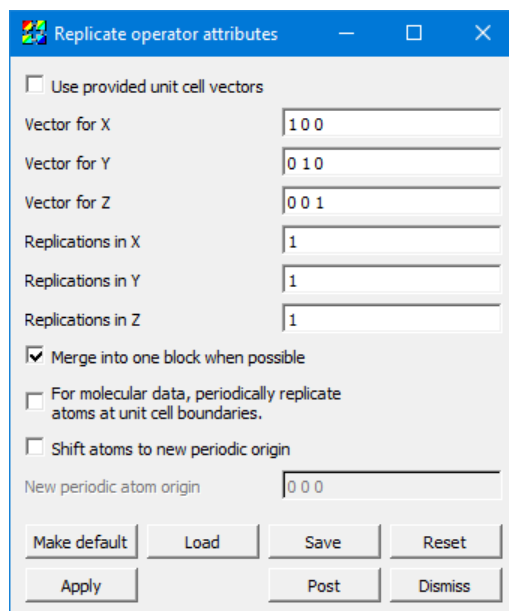 Replicate operator attributes
Use provided unit cell vectors
Vector for X 1 0 0
Vector for Y 0 1 0
Vector for Z 0 0 1
Replications in X 1
Replications in Y 1
Replications in Z 1
Merge into one block when possible
For molecular data, periodically replicate
atoms at unit cell boundaries.
Shift atoms to new periodic origin
New periodic atom origin 0 0 0
Make default Load Save Reset
Apply Post Dismiss